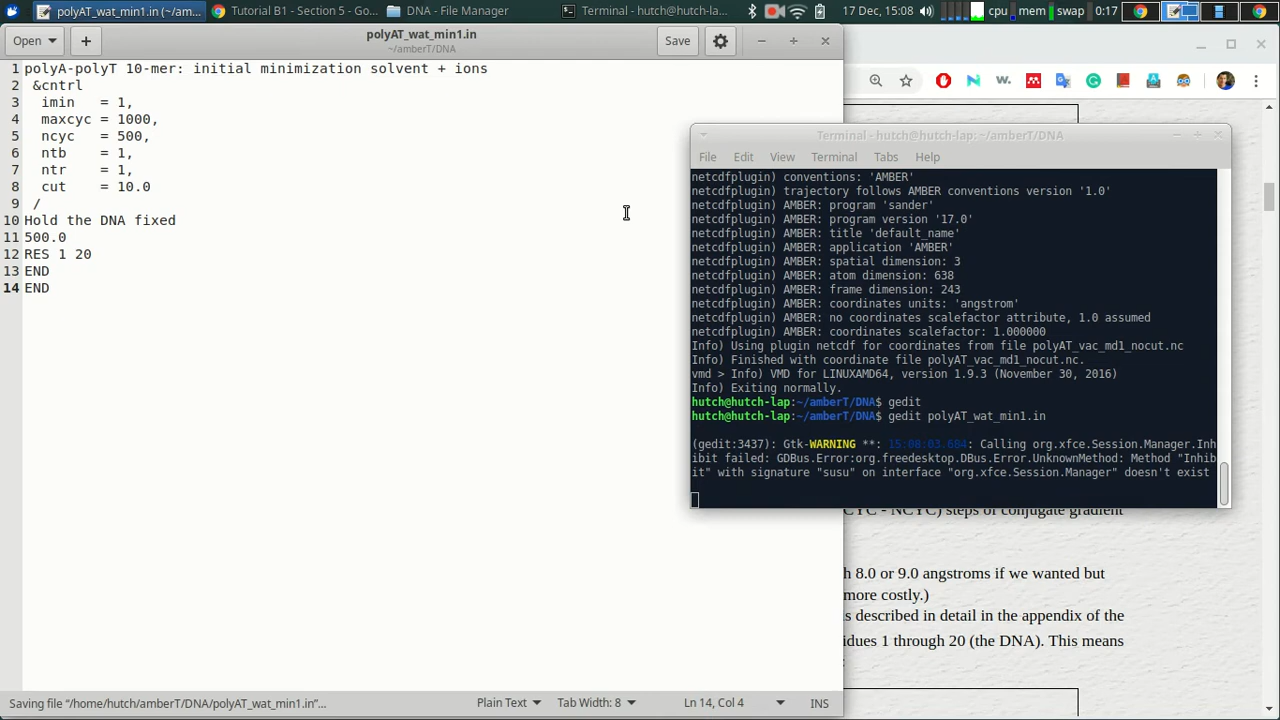 polyAT_wat_min1.in (~/am...
Tutorial B1 - Section 5 - Go...
DNA - File Manager
Terminal - hutch@hutch-la...
17 Dec, 15:08
cpu
mem
swap
0:17
Open
polyAT_wat_min1.in
~/amberT/DNA
Save
1 polyA-polyT 10-mer: initial minimization solvent + ions
2 &cntrl
3 imin = 1,
4 maxcyc = 1000,
5 ncyc = 500,
6 ntb = 1,
7 ntr = 1,
8 cut = 10.0
9 /
10 Hold the DNA fixed
11 500.0
12 RES 1 20
13 END
14 END
Terminal - hutch@hutch-lap: ~/amberT/DNA
File Edit View Terminal Tabs Help
netcdfplugin) conventions: 'AMBER'
netcdfplugin) trajectory follows AMBER conventions version '1.0'
netcdfplugin) AMBER: program 'sander'
netcdfplugin) AMBER: program version '17.0'
netcdfplugin) AMBER: title 'default_name'
netcdfplugin) AMBER: application 'AMBER'
netcdfplugin) AMBER: spatial dimension: 3
netcdfplugin) AMBER: atom dimension: 638
netcdfplugin) AMBER: frame dimension: 243
netcdfplugin) AMBER: coordinates units: 'angstrom'
netcdfplugin) AMBER: no coordinates scalefactor attribute, 1.0 assumed
netcdfplugin) AMBER: coordinates scalefactor: 1.000000
Info) Using plugin netcdf for coordinates from file polyAT_vac_md1_nocut.nc
Info) Finished with coordinate file polyAT_vac_md1_nocut.nc.
vmd > Info) VMD for LINUXAMD64, version 1.9.3 (November 30, 2016)
Info) Exiting normally.
hutch@hutch-lap:~/amberT/DNA$ gedit
hutch@hutch-lap:~/amberT/DNA$ gedit polyAT_wat_min1.in
(gedit:3437): Gtk-WARNING **: 15:08:03.684: Calling org.xfce.Session.Manager.Inh
ibit failed: GDBus.Error:org.freedesktop.DBus.Error.UnknownMethod: Method "Inhib
it" with signature "susu" on interface "org.xfce.Session.Manager" doesn't exist
CYC - NCYC) steps of conjugate gradient
h 8.0 or 9.0 angstroms if we wanted but
more costly.)
is described in detail in the appendix of the
idues 1 through 20 (the DNA). This means
Saving file “/home/hutch/amberT/DNA/polyAT_wat_min1.in”...
Plain Text
Tab Width: 8
Ln 14, Col 4
INS